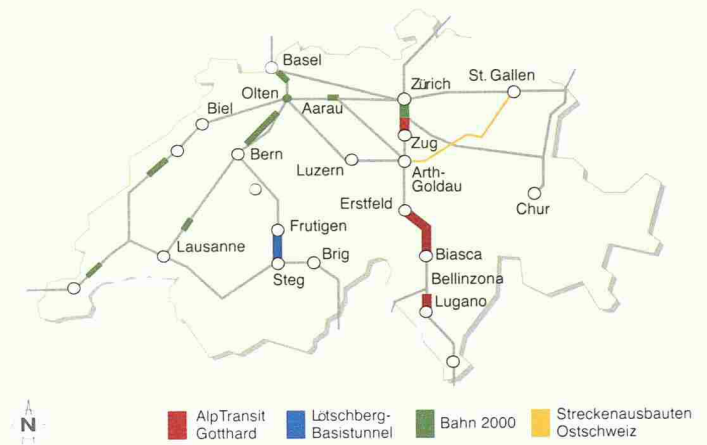 Basel
Zürich
St. Gallen
Olten
Aarau
Biel
Zug
Bern
Luzern
Arth-
Goldau
Erstfeld
Chur
Frutigen
Lausanne
Brig
Biasca
Steg
Bellinzona
Lugano
N
AlpTransit
Gotthard
Lötschberg-
Basistunnel
Bahn 2000
Streckenausbauten
Ostschweiz